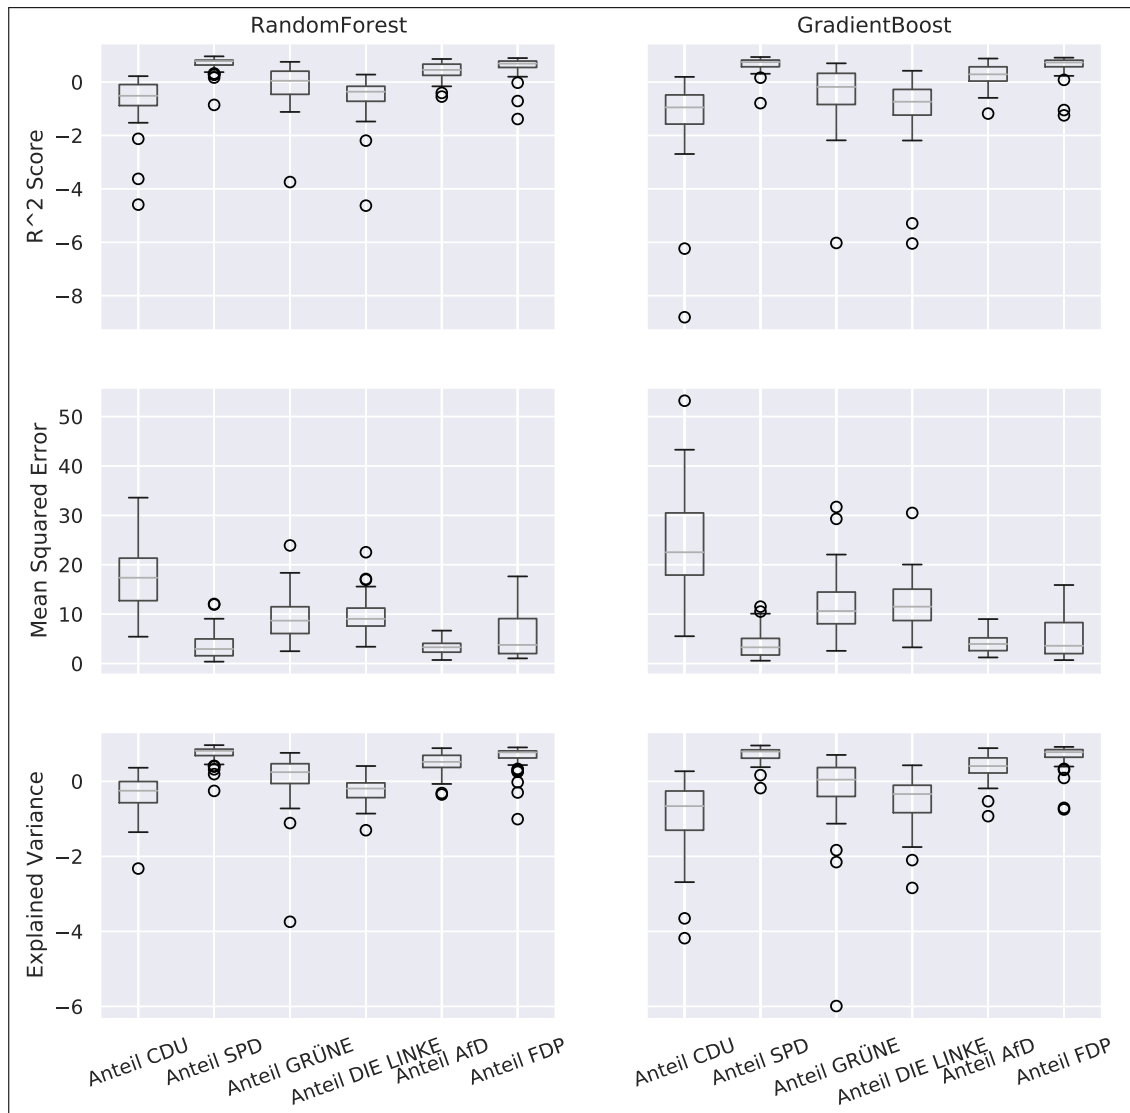 RandomForest
GradientBoost
R^2 Score
0
−2
−4
−6
−8
Mean Squared Error
50
40
30
20
10
0
Explained Variance
0
−2
−4
−6
Anteil CDU
Anteil SPD
Anteil GRÜNE
Anteil DIE LINKE
Anteil AfD
Anteil FDP
Anteil CDU
Anteil SPD
Anteil GRÜNE
Anteil DIE LINKE
Anteil AfD
Anteil FDP